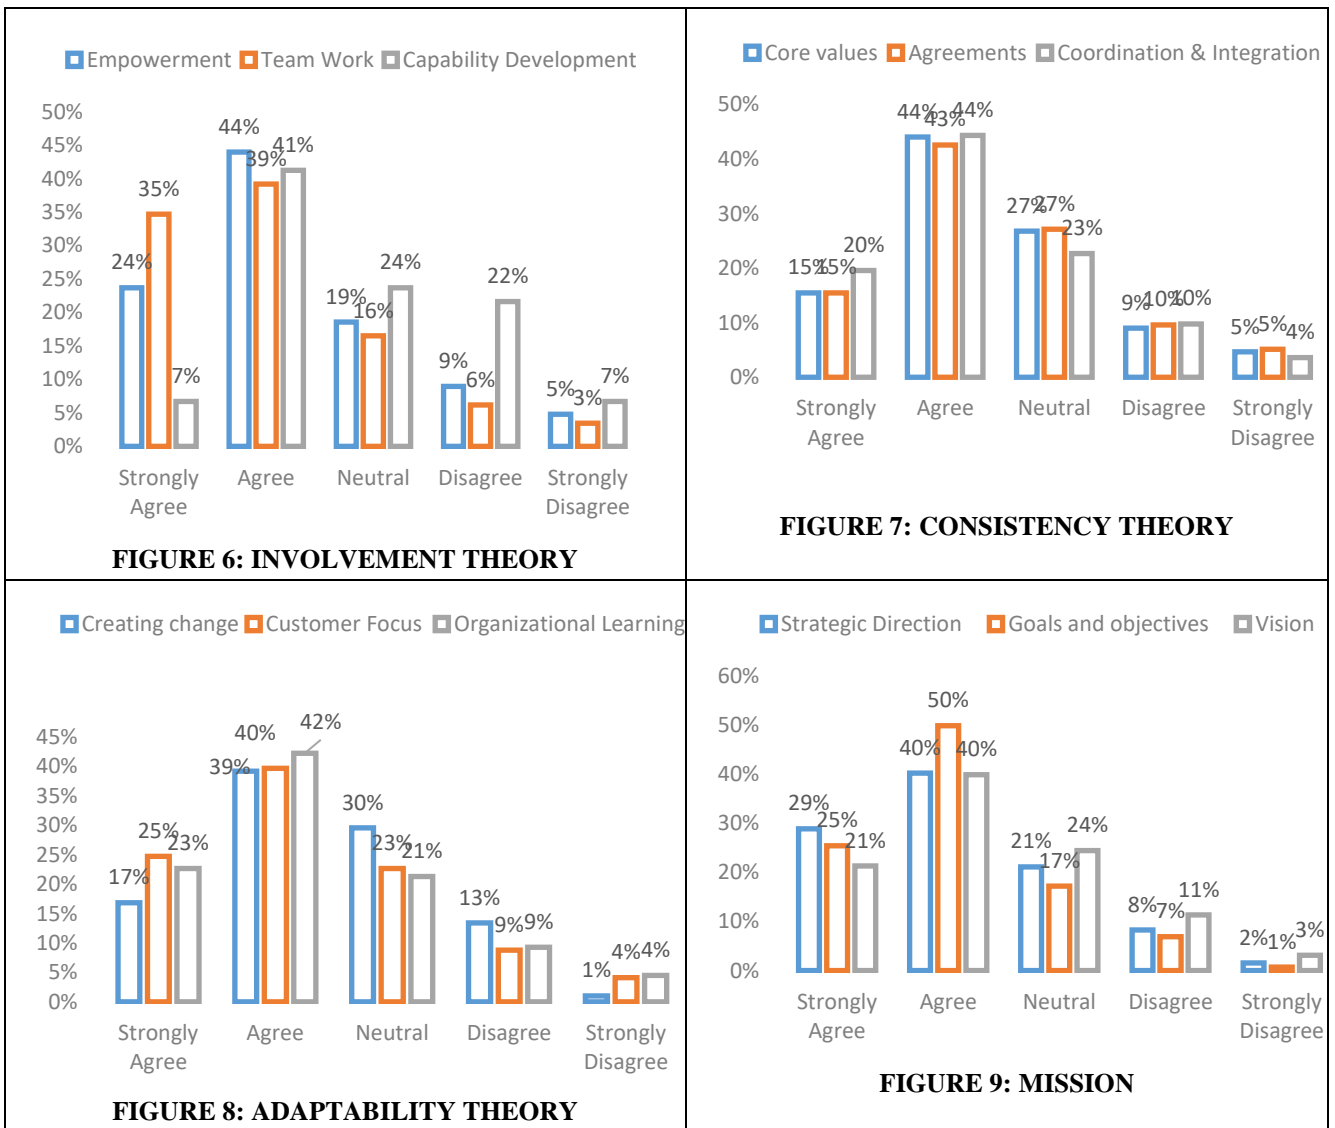 Empowerment Team Work Capability Development
50%
45%
40%
35%
30%
25%
20%
15%
10%
5%
0%
24% 35% 7%
44% 39% 41%
19% 16% 24%
9% 6% 22%
5% 3% 7%
Strongly Agree Neutral Disagree Strongly
Agree Disagree
FIGURE 6: INVOLVEMENT THEORY
Core values Agreements Coordination & Integration
50%
40%
30%
20%
10%
0%
15% 15% 20%
44% 43% 44%
27% 27% 23%
9% 10% 10%
5% 5% 4%
Strongly Agree Neutral Disagree Strongly
Agree Disagree
FIGURE 7: CONSISTENCY THEORY
Creating change Customer Focus Organizational Learning
45%
40%
35%
30%
25%
20%
15%
10%
5%
0%
17% 25% 23%
39% 40% 42%
30% 23% 21%
13% 9% 9%
1% 4% 4%
Strongly Agree Neutral Disagree Strongly
Agree Disagree
FIGURE 8: ADAPTABILITY THEORY
Strategic Direction Goals and objectives Vision
60%
50%
40%
30%
20%
10%
0%
29% 25% 21%
40% 50% 40%
21% 17% 24%
8% 7% 11%
2% 1% 3%
Strongly Agree Neutral Disagree Strongly
Agree Disagree
FIGURE 9: MISSION